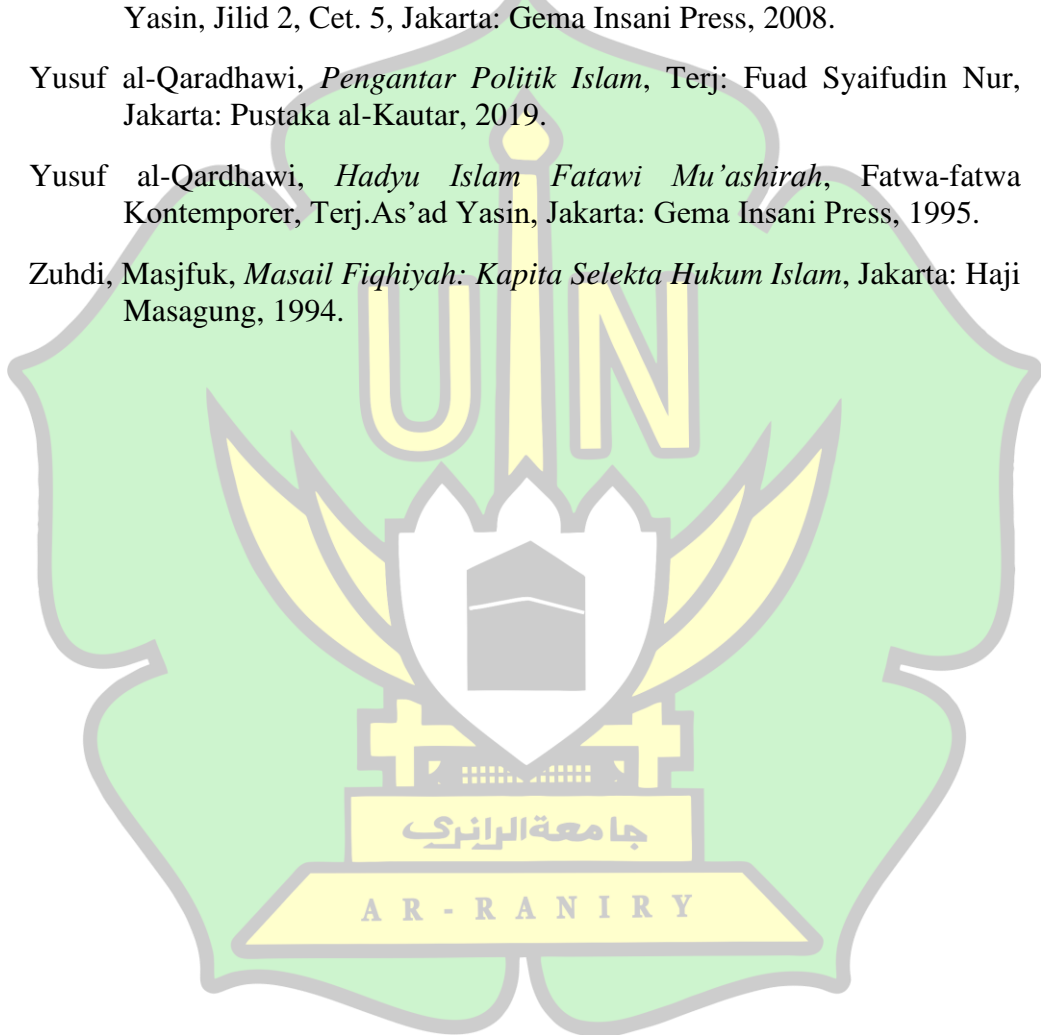 Yasin, Jilid 2, Cet. 5, Jakarta: Gema Insani Press, 2008.
Yusuf al-Qaradhawi, Pengantar Politik Islam, Terj: Fuad Syaifudin Nur,
Jakarta: Pustaka al-Kautar, 2019.
Yusuf al-Qardhawi, Hadyu Islam Fatawi Mu’ashirah, Fatwa-fatwa
Kontemporer, Terj.As’ad Yasin, Jakarta: Gema Insani Press, 1995.
Zuhdi, Masjfuk, Masail Fiqhiyah: Kapita Selekta Hukum Islam, Jakarta: Haji
Masagung, 1994.
UIN
جامعة الرانري
AR-RANIRY